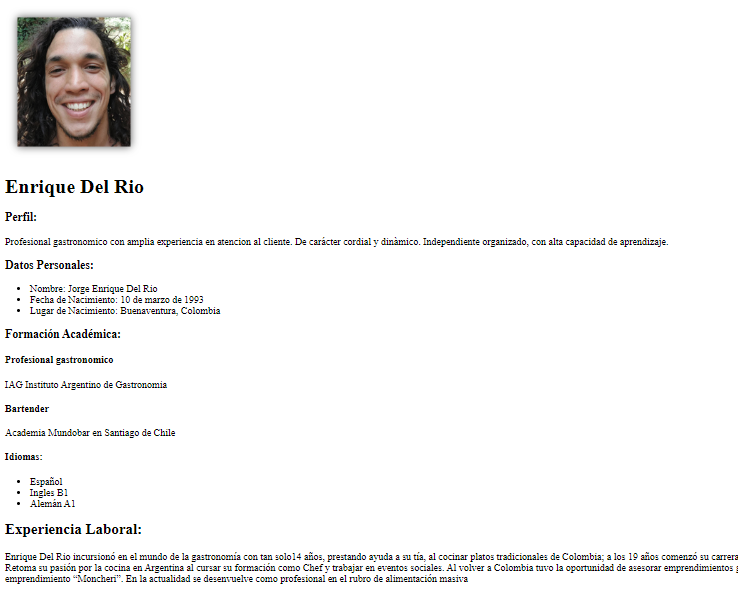 Enrique Del Rio
Perfil:
Profesional gastronomico con amplia experiencia en atencion al cliente. De carácter cordial y dinàmico. Independiente organizado, con alta capacidad de aprendizaje.
Datos Personales:
Nombre: Jorge Enrique Del Rio
Fecha de Nacimiento: 10 de marzo de 1993
Lugar de Nacimiento: Buenaventura, Colombia
Formación Académica:
Profesional gastronomico
IAG Instituto Argentino de Gastronomia
Bartender
Academia Mundobar en Santiago de Chile
Idiomas:
Español
Ingles B1
Alemán A1
Experiencia Laboral:
Enrique Del Rio incursionó en el mundo de la gastronomía con tan solo14 años, prestando ayuda a su tía, al cocinar platos tradicionales de Colombia; a los 19 años comenzó su carrera
Retoma su pasión por la cocina en Argentina al cursar su formación como Chef y trabajar en eventos sociales. Al volver a Colombia tuvo la oportunidad de asesorar emprendimientos
emprendimiento “Moncheri”. En la actualidad se desenvuelve como profesional en el rubro de alimentación masiva